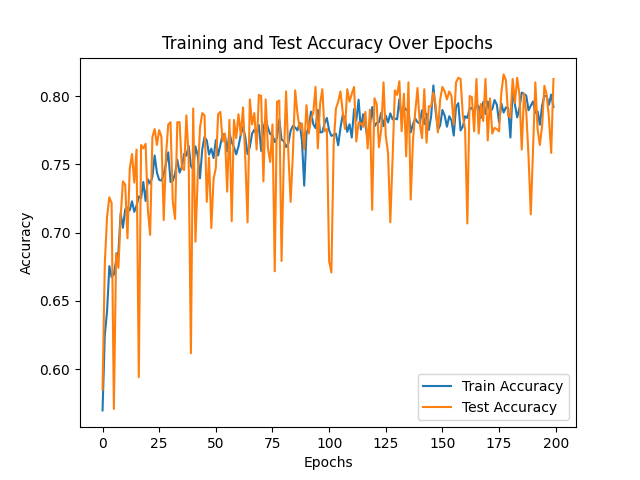 Training and Test Accuracy Over Epochs
0.80
0.75
0.70
0.65
0.60
Accuracy
Train Accuracy
Test Accuracy
0 25 50 75 100 125 150 175 200
Epochs